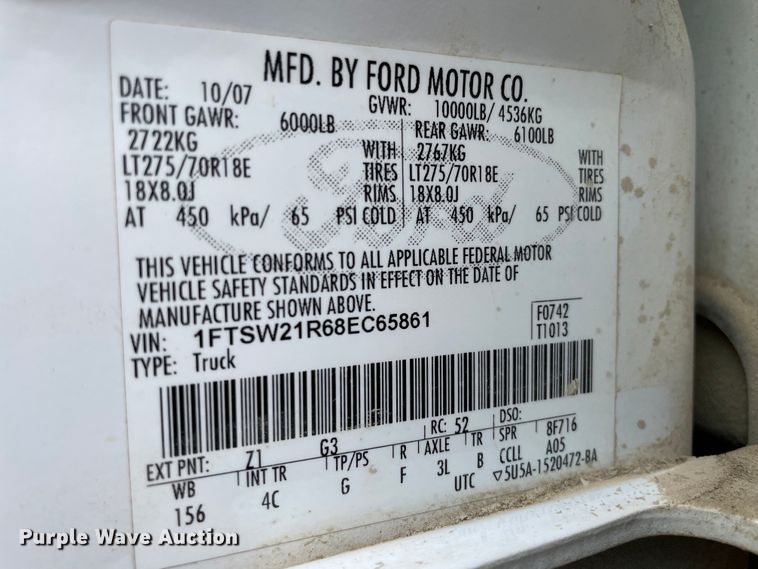 MFD. BY FORD MOTOR CO.
DATE: 10/07 GVWR: 10000LB/ 4536KG
FRONT GAWR: 6000LB REAR GAWR: 6100LB
2722KG WITH 2767KG WITH
LT275/70R18E TIRES LT275/70R18E TIRES
18X8.0J RIMS 18X8.0J RIMS
AT 450 kPa/ 65 PSI COLD AT 450 kPa/ 65 PSI COLD
Ford
THIS VEHICLE CONFORMS TO ALL APPLICABLE FEDERAL MOTOR
VEHICLE SAFETY STANDARDS IN EFFECT ON THE DATE OF
MANUFACTURE SHOWN ABOVE.
VIN: 1FTSW21R68EC65861 F0742
TYPE: Truck T1013
EXT PNT: Z1 G3 RC: 52 DSO:
WB INT TR TP/PS R AXLE TR SPR 8F716
156 4C G F 3L B CCLL A05
UTC ▽5U5A-1520472-BA
Purple Wave Auction